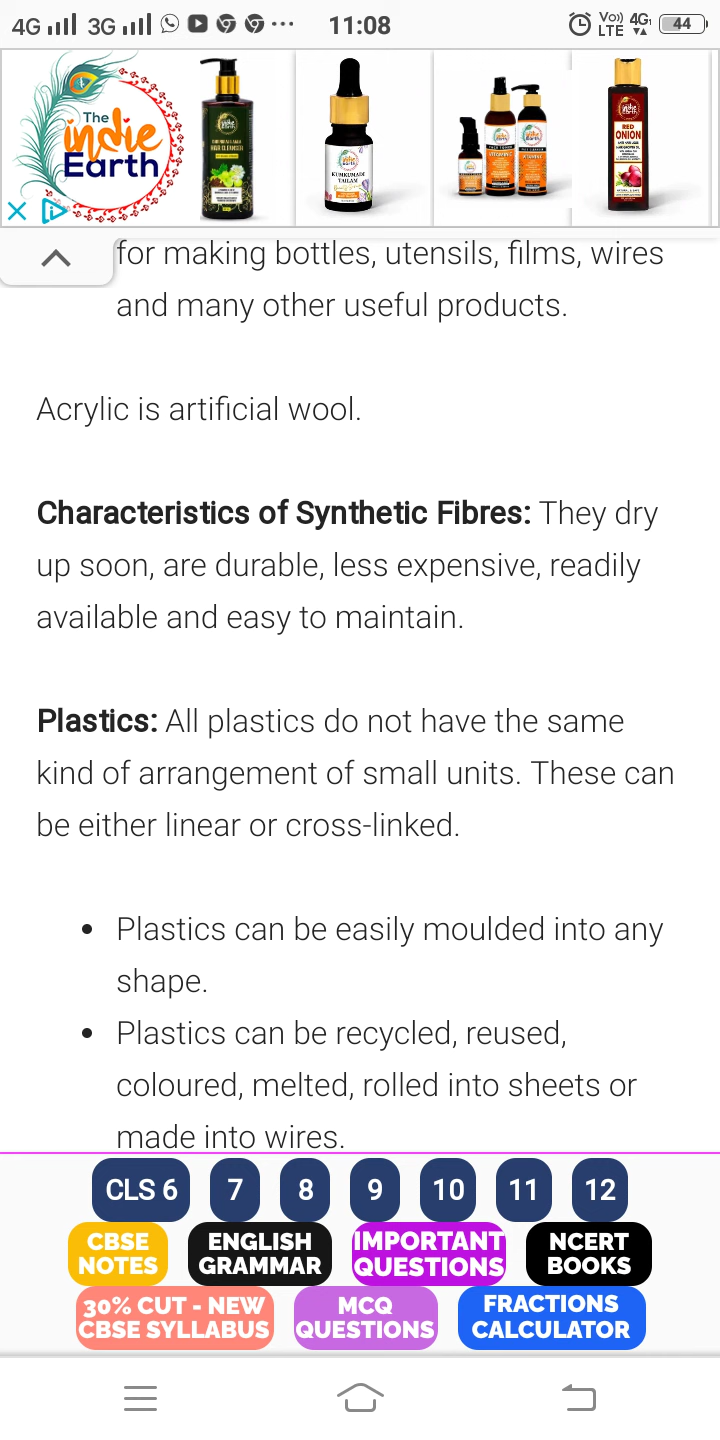 4G 3G 11:08 Vo)) LTE 4G 44
The
indie
Earth
KUMKUMADI
TAILAM
RED
ONION
for making bottles, utensils, films, wires
and many other useful products.
Acrylic is artificial wool.
Characteristics of Synthetic Fibres: They dry
up soon, are durable, less expensive, readily
available and easy to maintain.
Plastics: All plastics do not have the same
kind of arrangement of small units. These can
be either linear or cross-linked.
• Plastics can be easily moulded into any
shape.
• Plastics can be recycled, reused,
coloured, melted, rolled into sheets or
made into wires.
CLS 6 7 8 9 10 11 12
CBSE
NOTES
ENGLISH
GRAMMAR
IMPORTANT
QUESTIONS
NCERT
BOOKS
30% CUT - NEW
CBSE SYLLABUS
MCQ
QUESTIONS
FRACTIONS
CALCULATOR